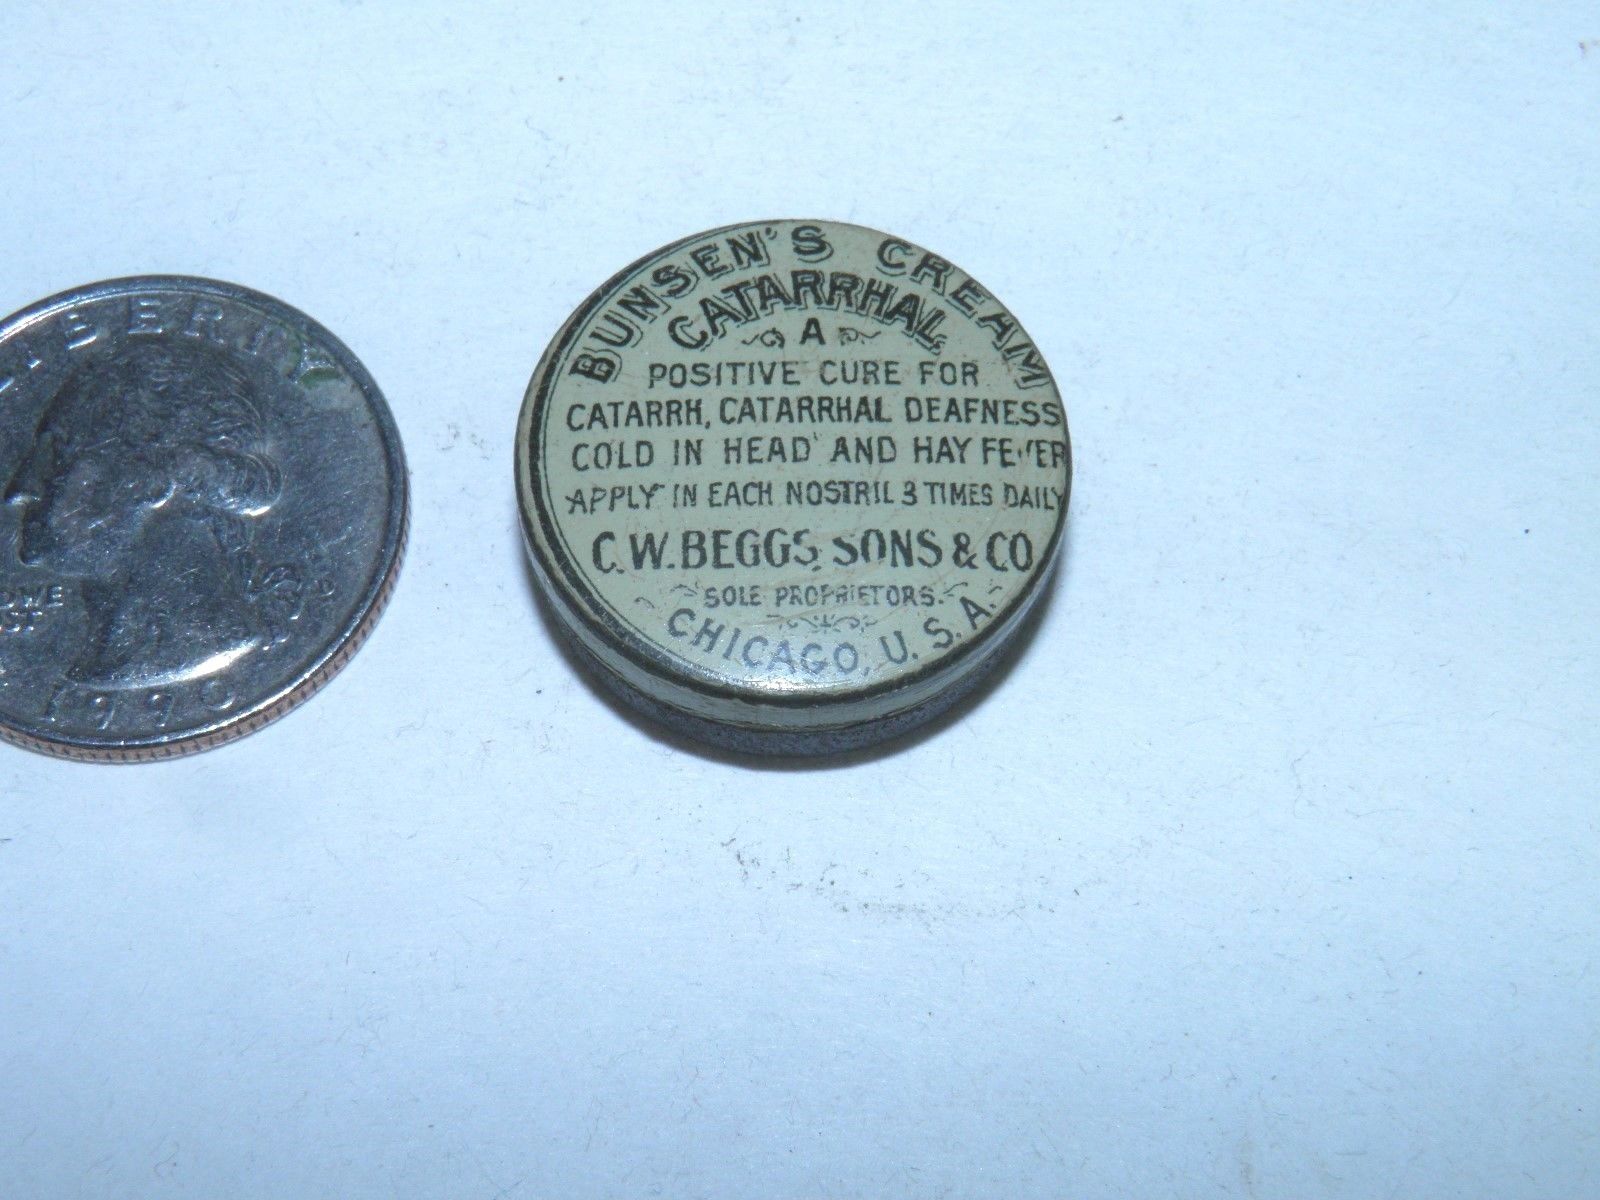 LIBERTY
1990
BUNSEN'S CREAM
CATARRHAL
A
POSITIVE CURE FOR
CATARRH, CATARRHAL DEAFNESS
COLD IN HEAD AND HAY FEVER
APPLY IN EACH NOSTRIL 3 TIMES DAILY
C. W. BEGGS, SONS & CO
SOLE PROPRIETORS.
CHICAGO, U. S. A.